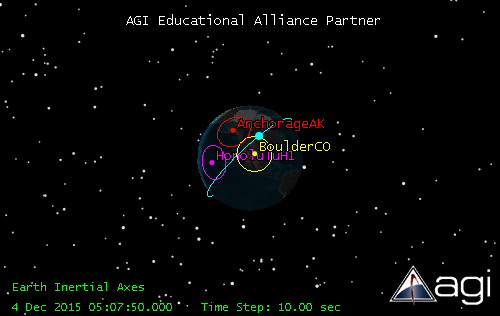 AGI Educational Alliance Partner
AnchorageAK
BoulderCO
HonoluluHI
Earth Inertial Axes
4 Dec 2015 05:07:50.000 Time Step: 10.00 sec
agi